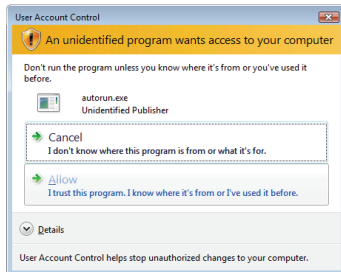 User Account Control
An unidentified program wants access to your computer
Don't run the program unless you know where it's from or you've used it
before.
autorun.exe
Unidentified Publisher
Cancel
I don't know where this program is from or what it's for.
Allow
I trust this program. I know where it's from or I've used it before.
Details
User Account Control helps stop unauthorized changes to your computer.